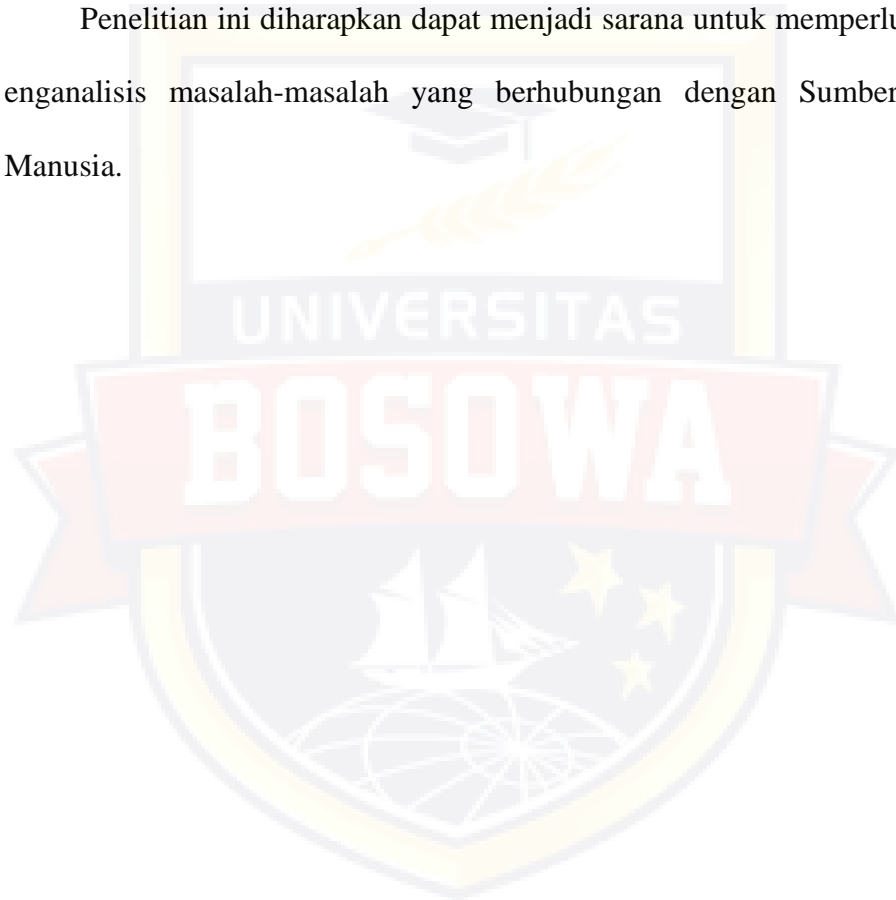 Penelitian ini diharapkan dapat menjadi sarana untuk memperlu
enganalisis masalah-masalah yang berhubungan dengan Sumber
Manusia.
UNIVERSITAS
BOSOWA